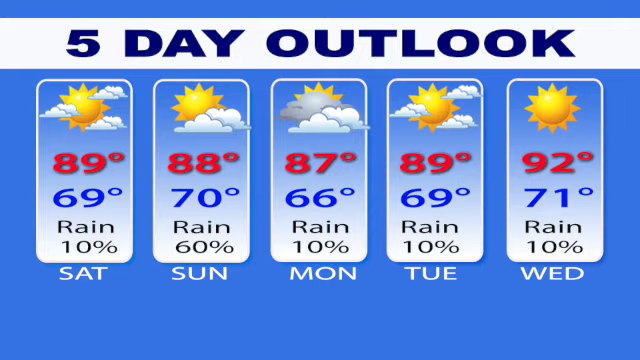 5 DAY OUTLOOK
89°
69°
Rain
10%
SAT
88°
70°
Rain
60%
SUN
87°
66°
Rain
10%
MON
89°
69°
Rain
10%
TUE
92°
71°
Rain
10%
WED